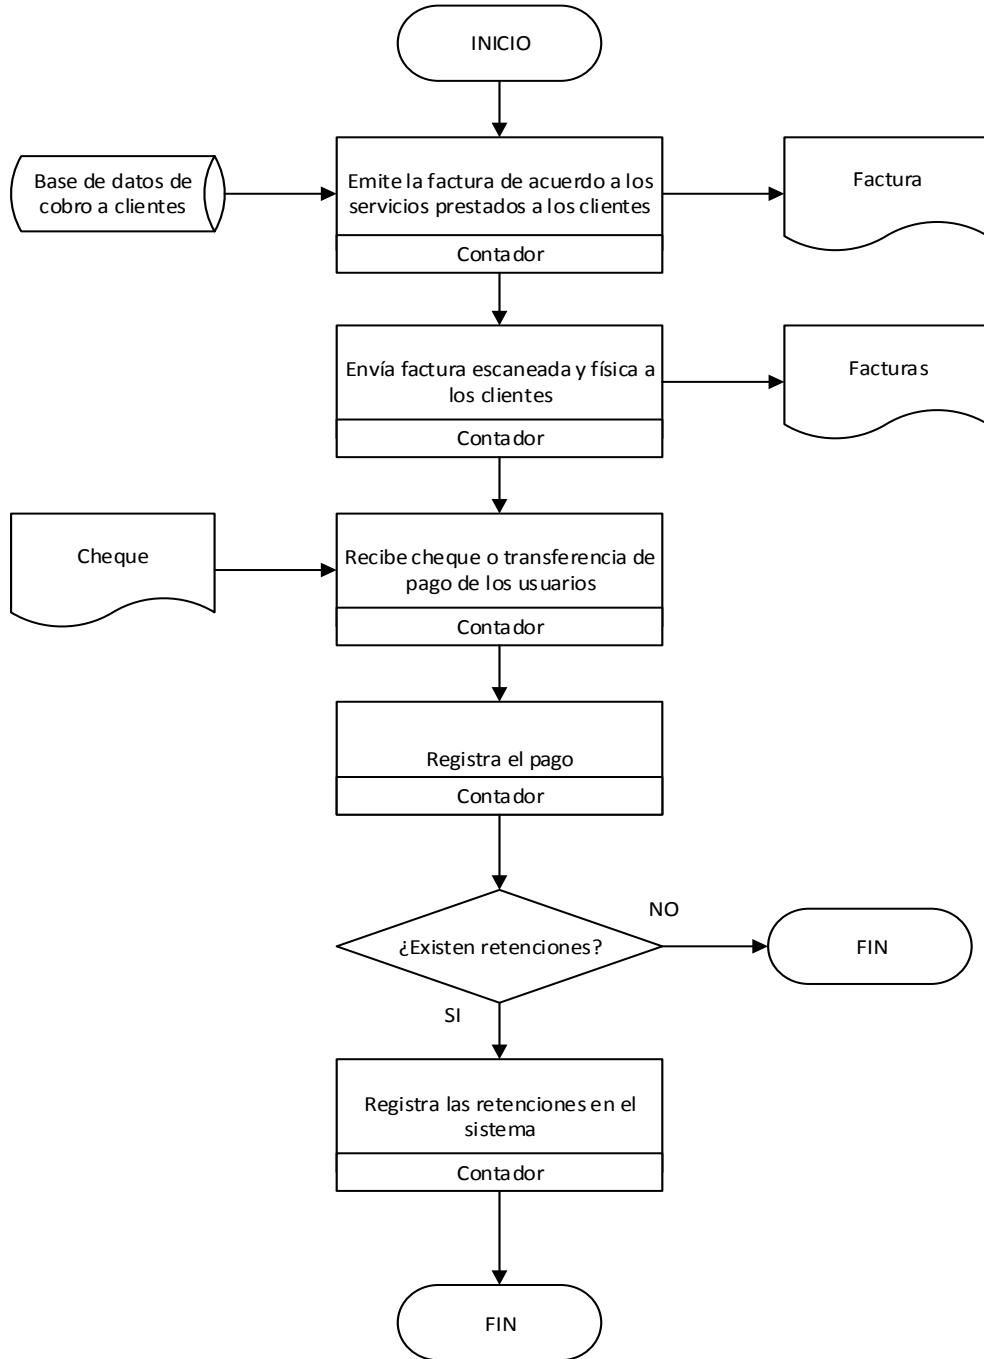 INICIO
Base de datos de
cobro a clientes
Emite la factura de acuerdo a los
servicios prestados a los clientes
Contador
Factura
Envía factura escaneada y física a
los clientes
Contador
Facturas
Cheque
Recibe cheque o transferencia de
pago de los usuarios
Contador
Registra el pago
Contador
¿Existen retenciones?
NO
FIN
SI
Registra las retenciones en el
sistema
Contador
FIN